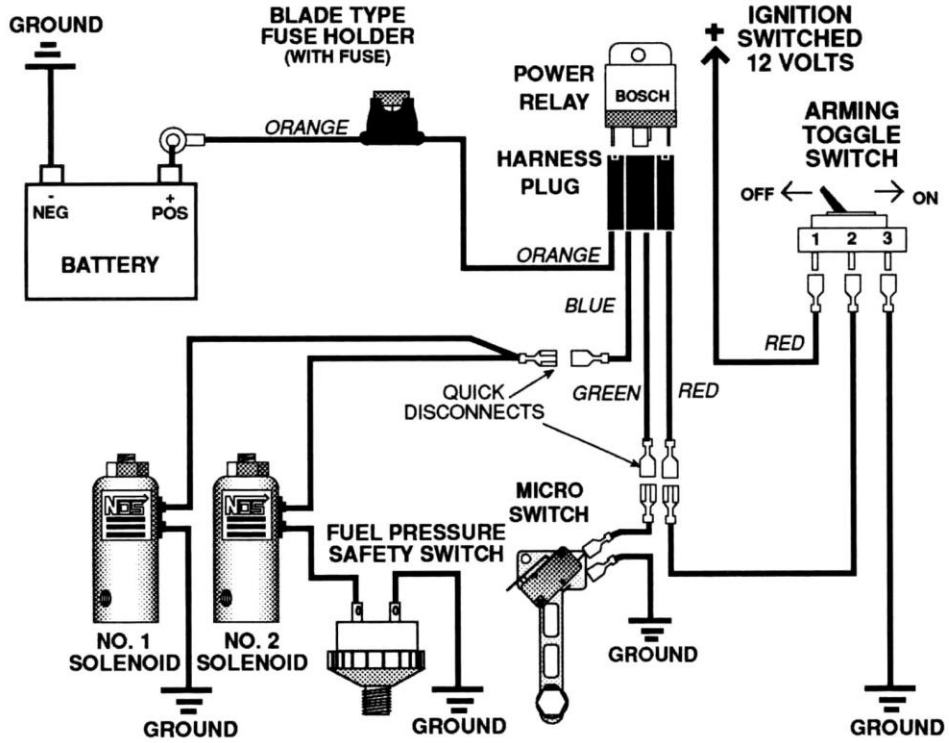 GROUND
BLADE TYPE
FUSE HOLDER
(WITH FUSE)
ORANGE
-
NEG
+
POS
BATTERY
POWER
RELAY
BOSCH
HARNESS
PLUG
ORANGE
BLUE
+
IGNITION
SWITCHED
12 VOLTS
ARMING
TOGGLE
SWITCH
OFF
ON
1 2 3
RED
QUICK
DISCONNECTS
GREEN
RED
NOS
NO. 1
SOLENOID
NOS
NO. 2
SOLENOID
FUEL PRESSURE
SAFETY SWITCH
MICRO
SWITCH
GROUND
GROUND
GROUND
GROUND